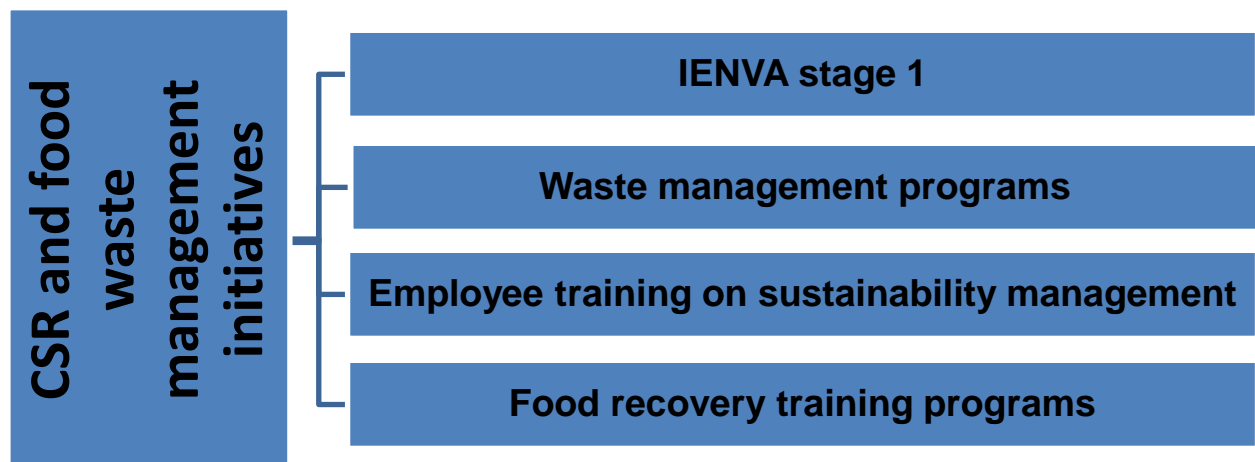 CSR and food
waste
management
initiatives
IENVA stage 1
Waste management programs
Employee training on sustainability management
Food recovery training programs